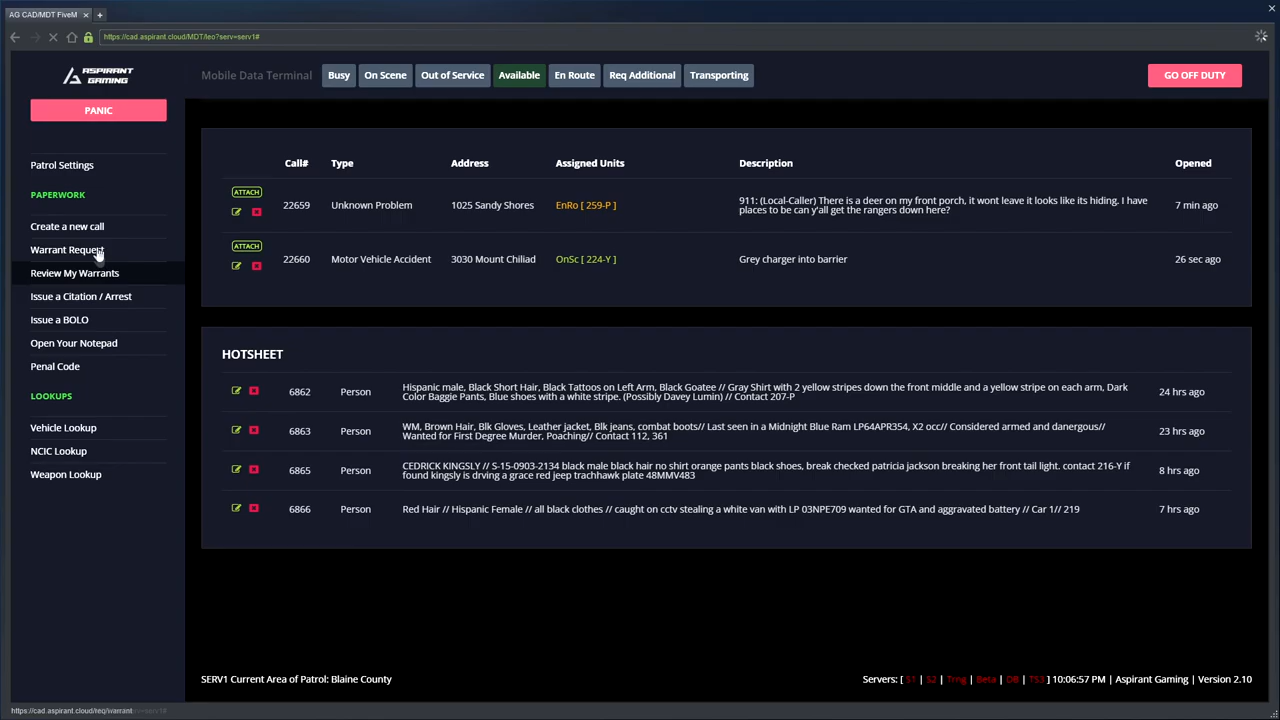 AG CAD/MDT FiveM
https://cad.aspirant.cloud/MDT/leo?serv=serv1#
ASPIRANT
GAMING
Mobile Data Terminal
Busy
On Scene
Out of Service
Available
En Route
Req Additional
Transporting
GO OFF DUTY
PANIC
Patrol Settings
PAPERWORK
Create a new call
Warrant Request
Review My Warrants
Issue a Citation / Arrest
Issue a BOLO
Open Your Notepad
Penal Code
LOOKUPS
Vehicle Lookup
NCIC Lookup
Weapon Lookup
Call# Type Address Assigned Units Description Opened
ATTACH
22659 Unknown Problem 1025 Sandy Shores EnRo [ 259-P ] 911: (Local-Caller) There is a deer on my front porch, it wont leave it looks like its hiding. I have
places to be can y'all get the rangers down here? 7 min ago
ATTACH
22660 Motor Vehicle Accident 3030 Mount Chiliad OnSc [ 224-Y ] Grey charger into barrier 26 sec ago
HOTSHEET
6862 Person Hispanic male, Black Short Hair, Black Tattoos on Left Arm, Black Goatee // Gray Shirt with 2 yellow stripes down the front middle and a yellow stripe on each arm, Dark
Color Baggie Pants, Blue shoes with a white stripe. (Possibly Davey Lumin) // Contact 207-P 24 hrs ago
6863 Person WM, Brown Hair, Blk Gloves, Leather jacket, Blk jeans, combat boots// Last seen in a Midnight Blue Ram LP64APR354, X2 occ// Considered armed and danergous//
Wanted for First Degree Murder, Poaching// Contact 112, 361 23 hrs ago
6865 Person CEDRICK KINGSLY // S-15-0903-2134 black male black hair no shirt orange pants black shoes, break checked patricia jackson breaking her front tail light. contact 216-Y if
found kingsly is drving a grace red jeep trachhawk plate 48MMV483 8 hrs ago
6866 Person Red Hair // Hispanic Female // all black clothes // caught on cctv stealing a white van with LP 03NPE709 wanted for GTA and aggravated battery // Car 1// 219 7 hrs ago
SERV1 Current Area of Patrol: Blaine County
Servers: [ S1 | S2 | Trng | Beta | DB | TS3 ] 10:06:57 PM | Aspirant Gaming | Version 2.10
https://cad.aspirant.cloud/req/warrant